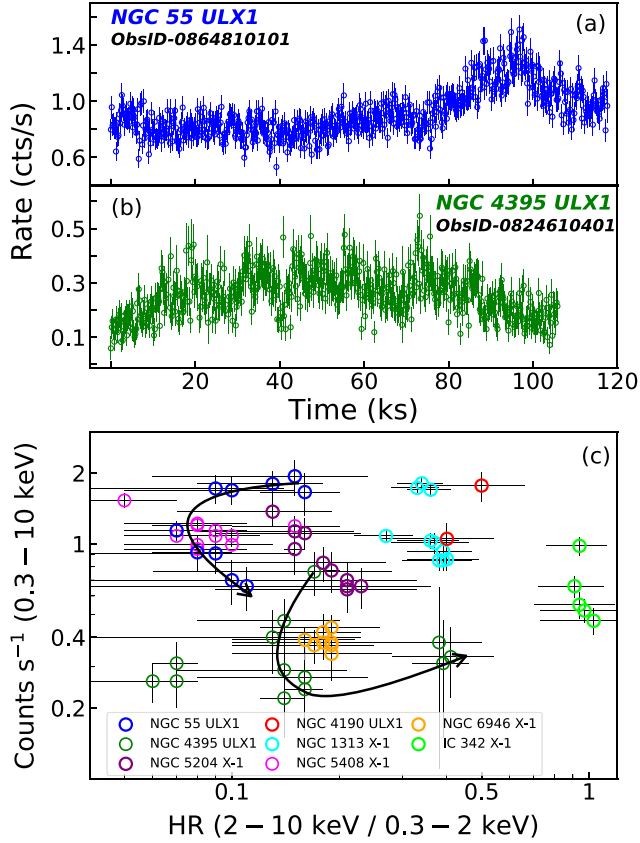 NGC 55 ULX1 (a)
ObsID-0864810101
1.4
1.0
0.6
Rate (cts/s)
(b) NGC 4395 ULX1
ObsID-0824610401
0.5
0.3
0.1
20 40 60 80 100 120
Time (ks)
(c)
2
1
0.4
0.2
Counts s⁻¹ (0.3−10 keV)
NGC 55 ULX1 NGC 4190 ULX1 NGC 6946 X-1
NGC 4395 ULX1 NGC 1313 X-1 IC 342 X-1
NGC 5204 X-1 NGC 5408 X-1
0.1 0.5 1
HR (2 − 10 keV / 0.3 − 2 keV)